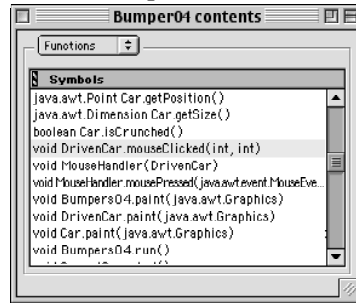 Bumper04 contents
Functions
Symbols
java.awt.Point Car.getPosition()
java.awt.Dimension Car.getSize()
boolean Car.isCrunched()
void DrivenCar.mouseClicked(int, int)
void MouseHandler(DrivenCar)
void MouseHandler.mousePressed(java.awt.event.MouseEve...
void Bumpers04.paint(java.awt.Graphics)
void DrivenCar.paint(java.awt.Graphics)
void Car.paint(java.awt.Graphics)
void Bumpers04.run()